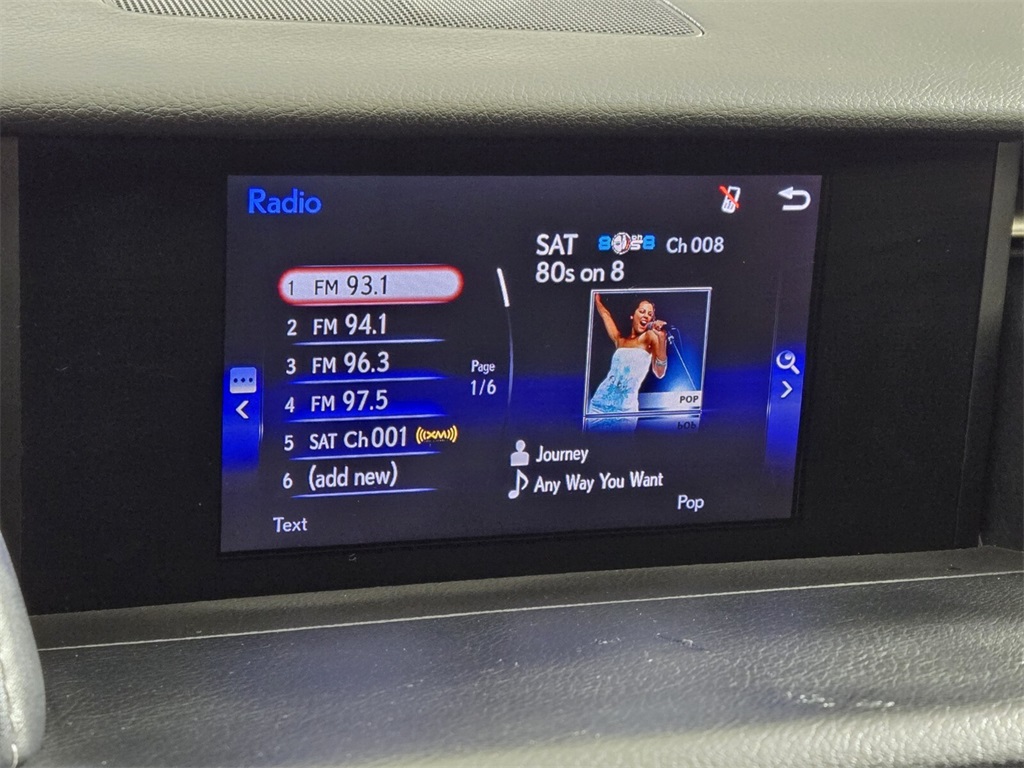 Radio
SAT Ch 008
80s on 8
1 FM 93.1
2 FM 94.1
3 FM 96.3
4 FM 97.5
5 SAT Ch001 ((XM))
6 (add new)
Page
1/6
POP
Journey
Any Way You Want
Pop
Text